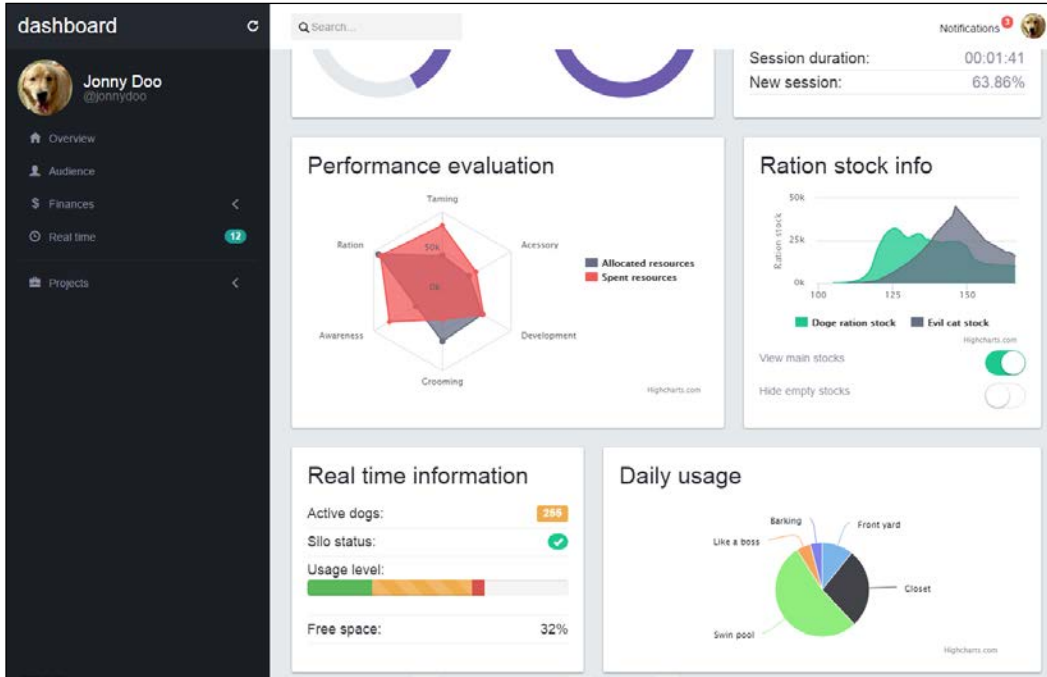 dashboard
Search...
Notifications 3
Jonny Doo
@jonnydoo
Overview
Audience
$ Finances
Real time 12
Projects
Session duration: 00:01:41
New session: 63.86%
Performance evaluation
Taming
Ration
Acessory
50k
0k
Awareness
Development
Grooming
Allocated resources
Spent resources
Highcharts.com
Ration stock info
Ration stock
50k
25k
0k
100 125 150
Doge ration stock Evil cat stock
Highcharts.com
View main stocks
Hide empty stocks
Real time information
Active dogs: 266
Silo status:
Usage level:
Free space: 32%
Daily usage
Barking
Front yard
Like a boss
Closet
Swin pool
Highcharts.com